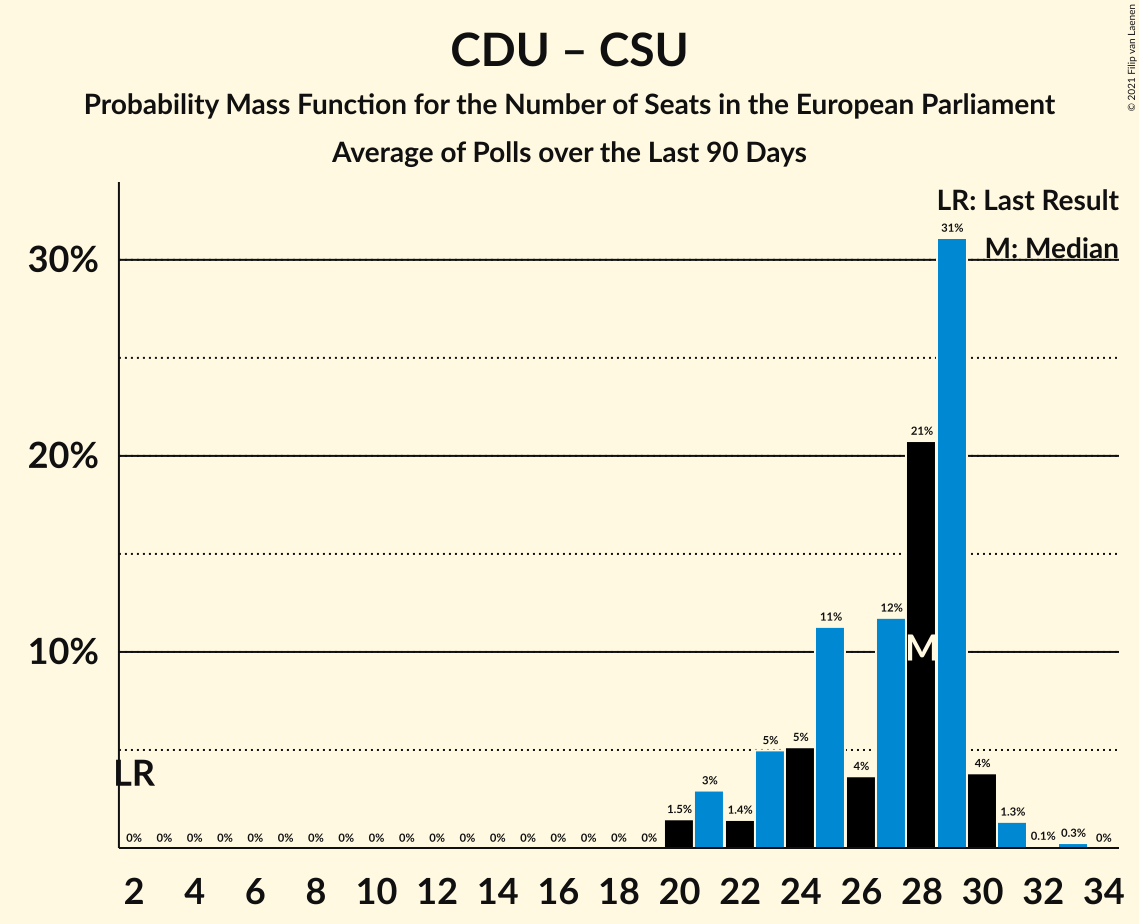 CDU – CSU
Probability Mass Function for the Number of Seats in the European Parliament
Average of Polls over the Last 90 Days
© 2021 Filip van Laenen
LR: Last Result
M: Median
30%
20%
10%
31%
21%
12%
11%
5% 5%
4% 4%
3%
1.5% 1.4% 1.3%
0.1% 0.3%
M
LR
0% 0% 0% 0% 0% 0% 0% 0% 0% 0% 0% 0% 0% 0% 0% 0% 0% 0% 0%
2 4 6 8 10 12 14 16 18 20 22 24 26 28 30 32 34